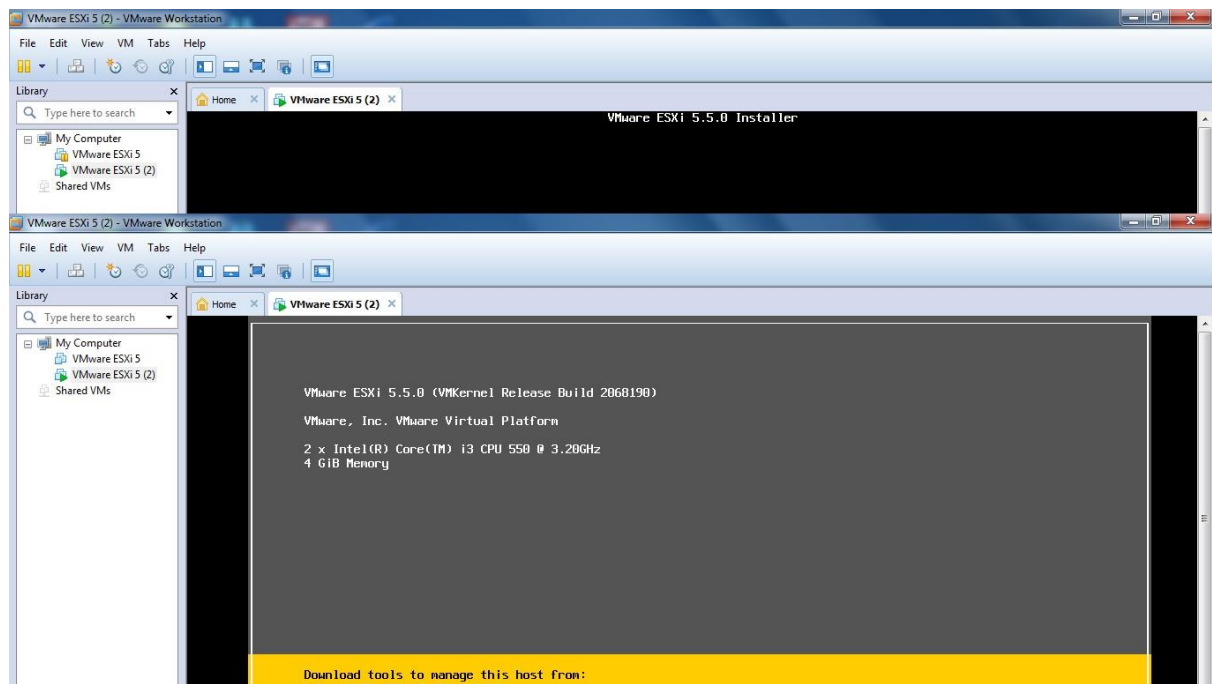 VMware ESXi 5 (2) - VMware Workstation
File Edit View VM Tabs Help
Library
Home
VMware ESXi 5 (2)
Type here to search
VMware ESXi 5.5.0 Installer
My Computer
VMware ESXi 5
VMware ESXi 5 (2)
Shared VMs
VMware ESXi 5 (2) - VMware Workstation
File Edit View VM Tabs Help
Library
Home
VMware ESXi 5 (2)
Type here to search
My Computer
VMware ESXi 5
VMware ESXi 5 (2)
Shared VMs
VMware ESXi 5.5.0 (VMKernel Release Build 2068190)
VMware, Inc. VMware Virtual Platform
2 x Intel(R) Core(TM) i3 CPU 550 @ 3.20GHz
4 GiB Memory
Download tools to manage this host from: